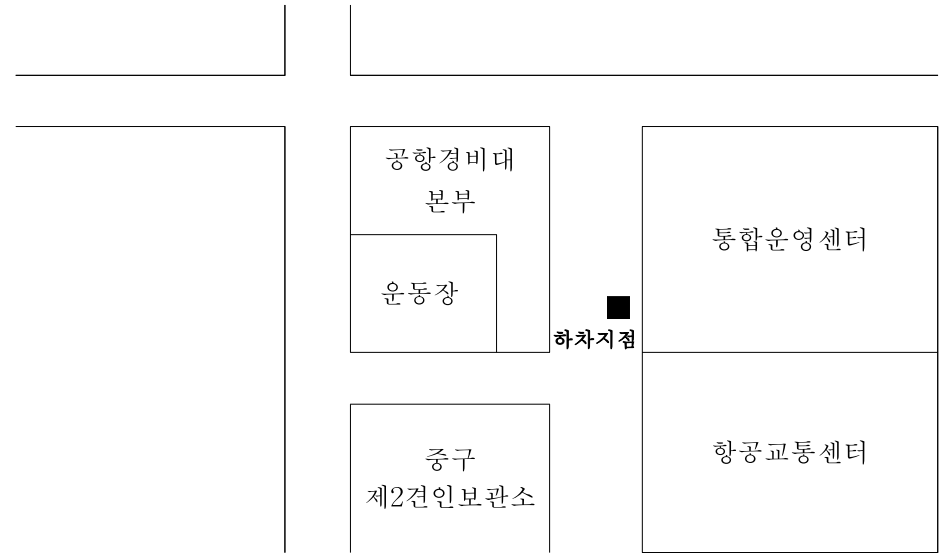 공항경비대
본부
통합운영센터
운동장
하차지점
중구
제2견인보관소
항공교통센터